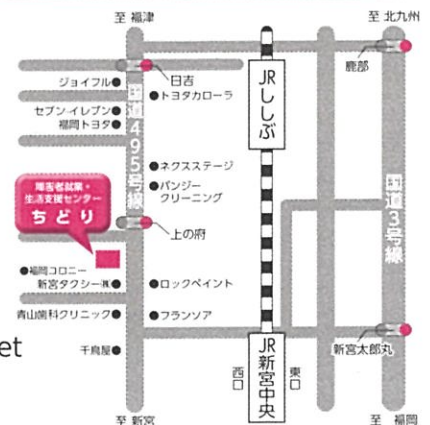 至 福津
至 北九州
ジョイフル
日吉
トヨタカローラ
JRししぶ
鹿部
セブン-イレブン
福岡トヨタ
国道495号線
ネクスステージ
パンジー
クリーニング
国道3号線
障害者就業・
生活支援センター
ちどり
上の府
福岡コロニー
新宮タクシー㈱
ロックペイント
青山歯科クリニック
フランソア
et
千鳥屋
西口
JR新宮中央
東口
新宮太郎丸
至 新宮
至 福岡